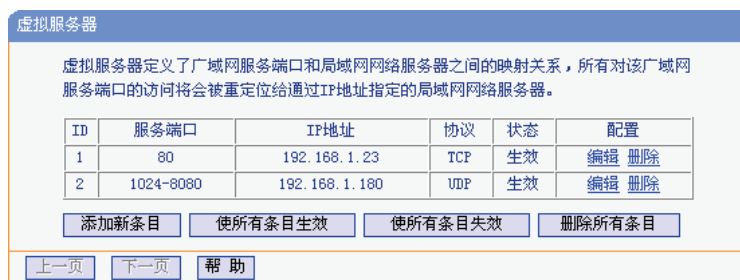 虚拟服务器
虚拟服务器定义了广域网服务端口和局域网网络服务器之间的映射关系，所有对该广域网
服务端口的访问将会被重定位给通过IP地址指定的局域网网络服务器。
ID 服务端口 IP地址 协议 状态 配置
1 80 192.168.1.23 TCP 生效 编辑 删除
2 1024-8080 192.168.1.180 UDP 生效 编辑 删除
添加新条目 使所有条目生效 使所有条目失效 删除所有条目
上一页 下一页 帮 助